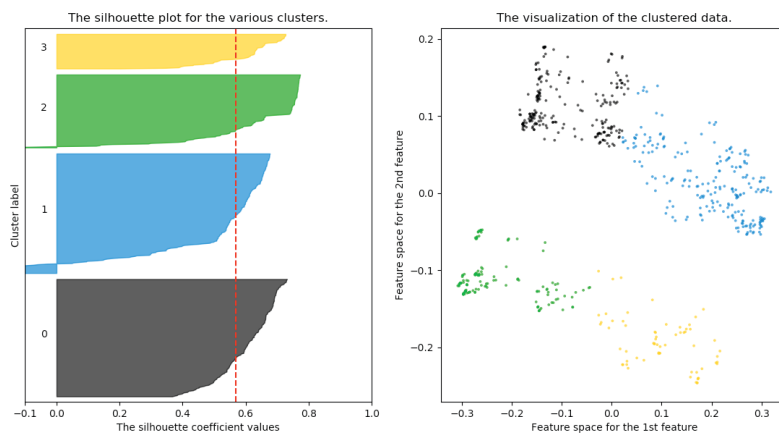 The silhouette plot for the various clusters.
Cluster label
3
2
1
0
−0.1 0.0 0.2 0.4 0.6 0.8 1.0
The silhouette coefficient values
The visualization of the clustered data.
Feature space for the 2nd feature
0.2
0.1
0.0
−0.1
−0.2
−0.3 −0.2 −0.1 0.0 0.1 0.2 0.3
Feature space for the 1st feature